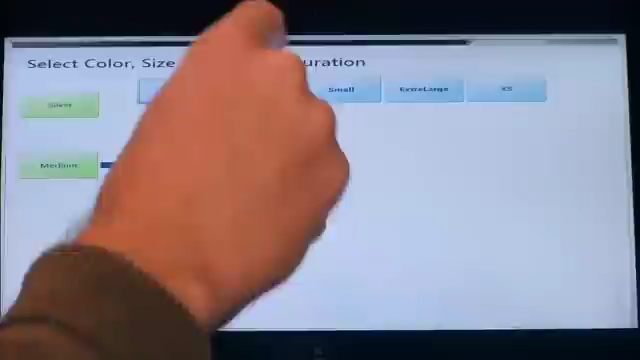 Select Color, Size uration
Small ExtraLarge XS
Silver
Medium